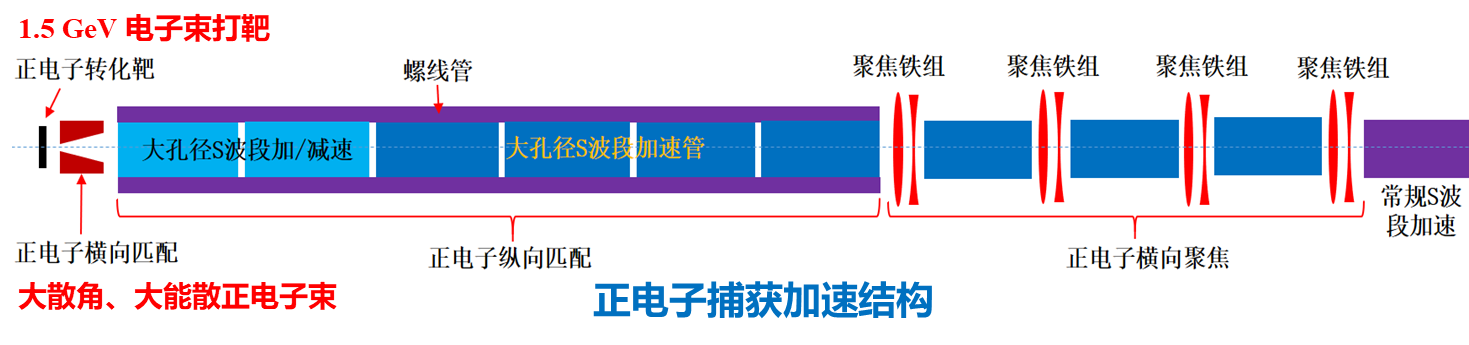 1.5 GeV 电子束打靶
正电子转化靶
螺线管
聚焦铁组
聚焦铁组
聚焦铁组
聚焦铁组
大孔径S波段加/减速
大孔径S波段加速管
常规S波
段加速
正电子横向匹配
正电子纵向匹配
正电子横向聚焦
大散角、大能散正电子束
正电子捕获加速结构